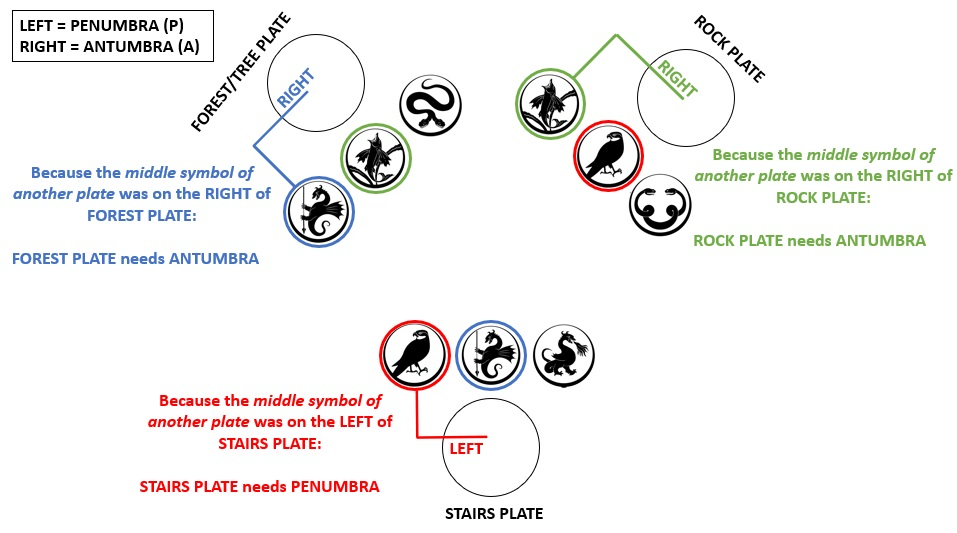 LEFT = PENUMBRA (P)
RIGHT = ANTUMBRA (A)
FOREST/TREE PLATE
RIGHT
ROCK PLATE
RIGHT
Because the middle symbol of
another plate was on the RIGHT of
FOREST PLATE:
FOREST PLATE needs ANTUMBRA
Because the middle symbol of
another plate was on the RIGHT of
ROCK PLATE:
ROCK PLATE needs ANTUMBRA
Because the middle symbol of
another plate was on the LEFT of
STAIRS PLATE:
STAIRS PLATE needs PENUMBRA
LEFT
STAIRS PLATE